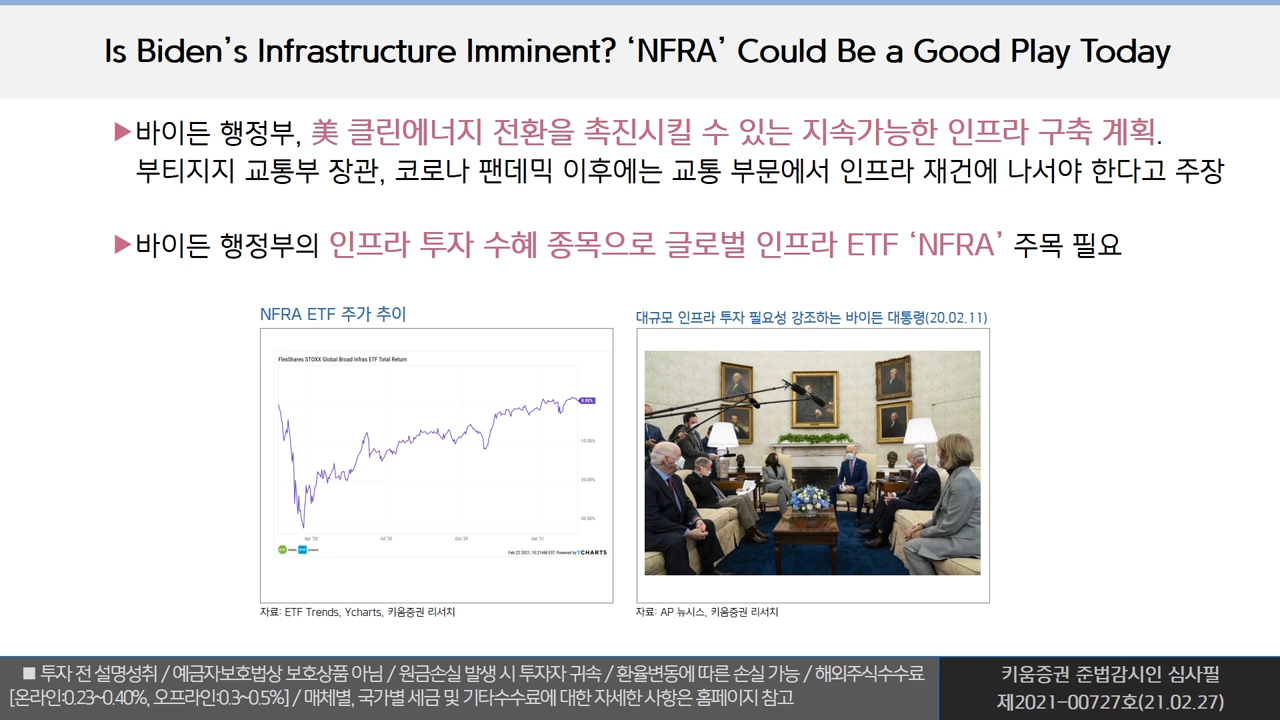 Is Biden's Infrastructure Imminent? ‘NFRA’ Could Be a Good Play Today
▶바이든 행정부, 美 클린에너지 전환을 촉진시킬 수 있는 지속가능한 인프라 구축 계획.
부티지지 교통부 장관, 코로나 팬데믹 이후에는 교통 부문에서 인프라 재건에 나서야 한다고 주장
▶바이든 행정부의 인프라 투자 수혜 종목으로 글로벌 인프라 ETF ‘NFRA’ 주목 필요
NFRA ETF 주가 추이
대규모 인프라 투자 필요성 강조하는 바이든 대통령(20.02.11)
FlexShares STOXX Global Broad Infras ETF Total Return
0.92%
-10.00%
-20.00%
-30.00%
Apr '20 Jul '20 Oct '20 Jan '21
Feb 22 2021, 10:21AM EST. Powered by YCHARTS
자료: ETF Trends, Ycharts, 키움증권 리서치
자료: AP 뉴시스, 키움증권 리서치
■ 투자 전 설명성취 / 예금자보호법상 보호상품 아님 / 원금손실 발생 시 투자자 귀속 / 환율변동에 따른 손실 가능 / 해외주식수수료
[온라인:0.23~0.40%, 오프라인:0.3~0.5%] / 매체별, 국가별 세금 및 기타수수료에 대한 자세한 사항은 홈페이지 참고
키움증권 준법감시인 심사필
제2021-00727호(21.02.27)